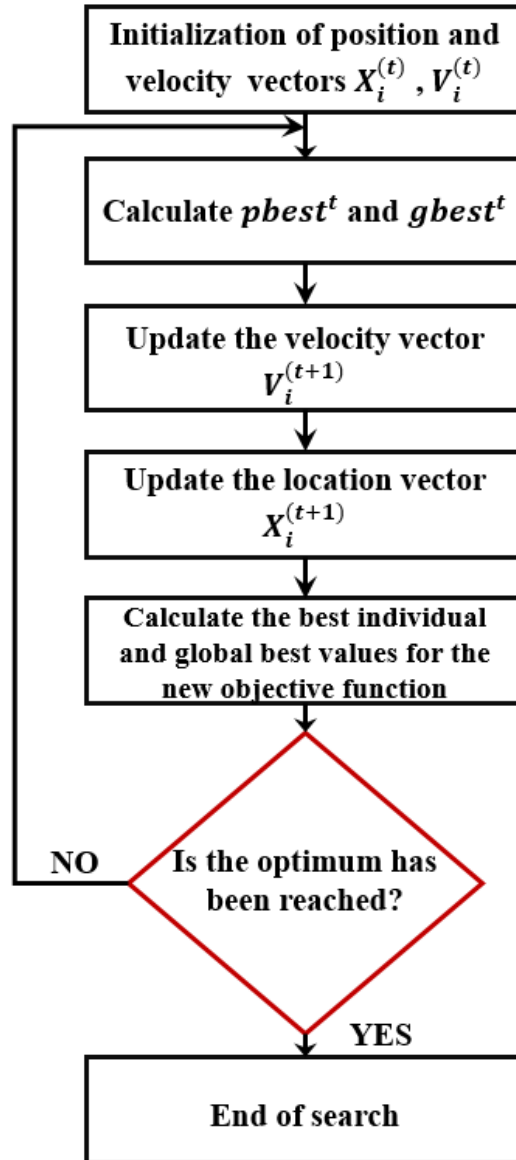 Initialization of position and
velocity vectors $X_i^{(t)}$ , $V_i^{(t)}$
Calculate $pbest^t$ and $gbest^t$
Update the velocity vector
$V_i^{(t+1)}$
Update the location vector
$X_i^{(t+1)}$
Calculate the best individual
and global best values for the
new objective function
Is the optimum has
been reached?
NO
YES
End of search